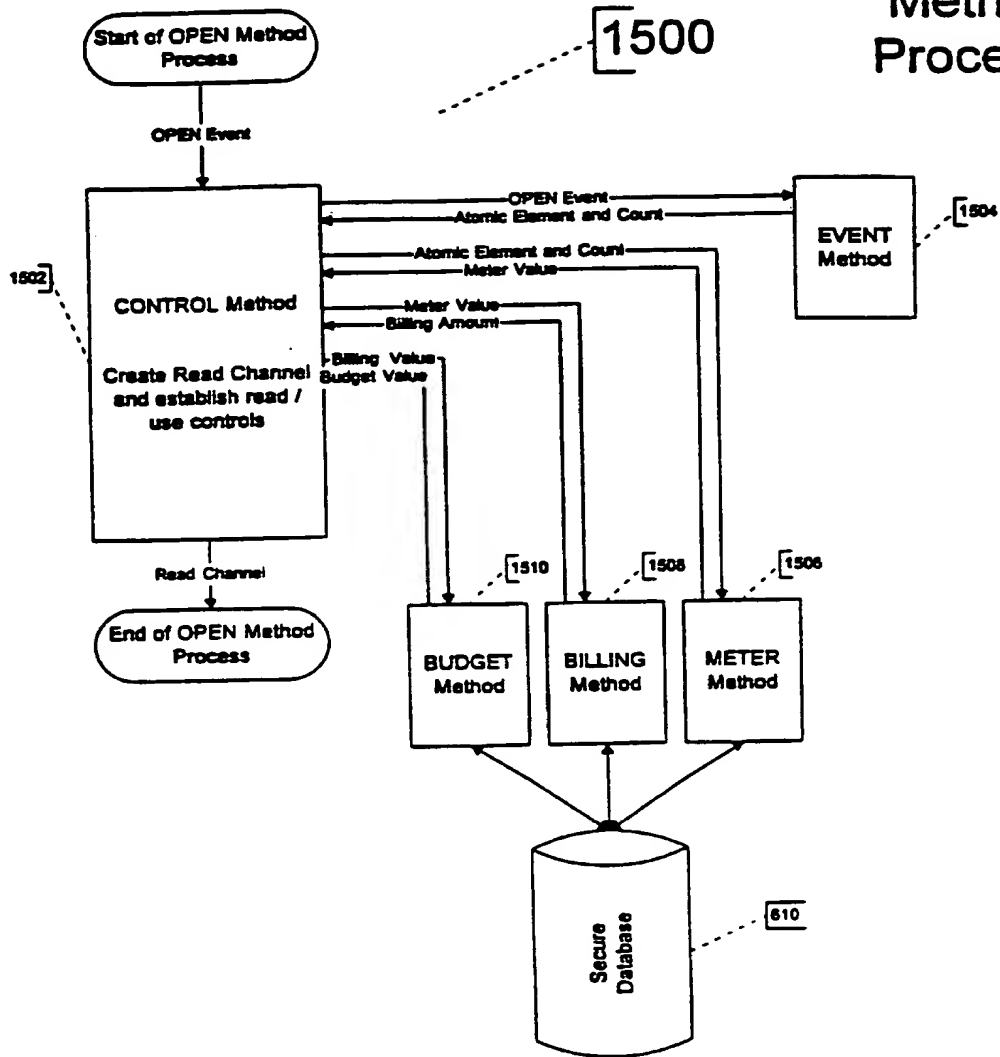 Start of OPEN Method
Process
1500
OPEN Event
OPEN Event
Atomic Element and Count
1504
EVENT
Method
1502
Atomic Element and Count
Meter Value
CONTROL Method
Meter Value
Billing Amount
Create Read Channel
and establish read /
use controls
Billing Value
Budget Value
Read Channel
1510
1508
1506
End of OPEN Method
Process
BUDGET
Method
BILLING
Method
METER
Method
610
Secure
Database